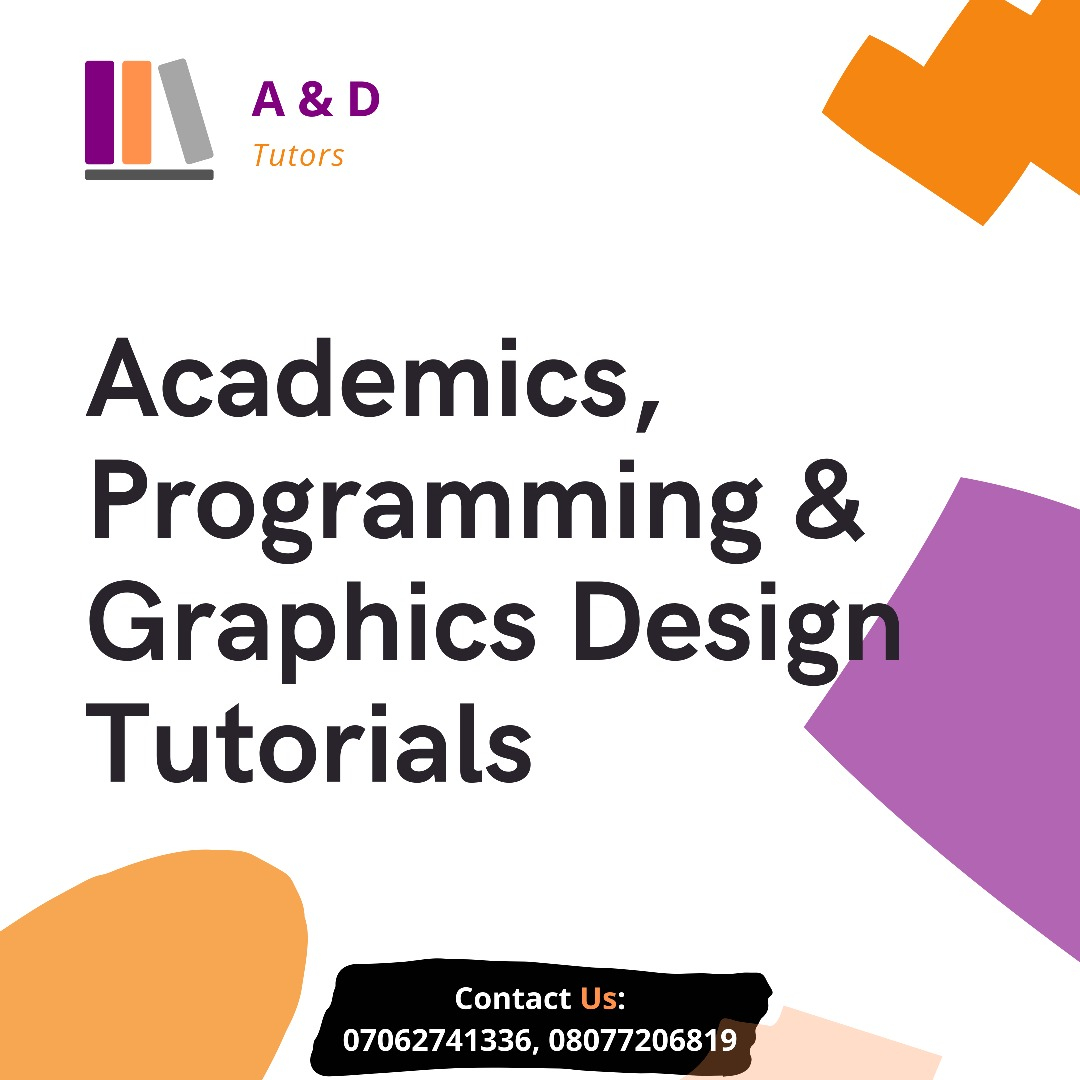 A & D
Tutors
Academics,
Programming &
Graphics Design
Tutorials
Contact Us:
07062741336, 08077206819